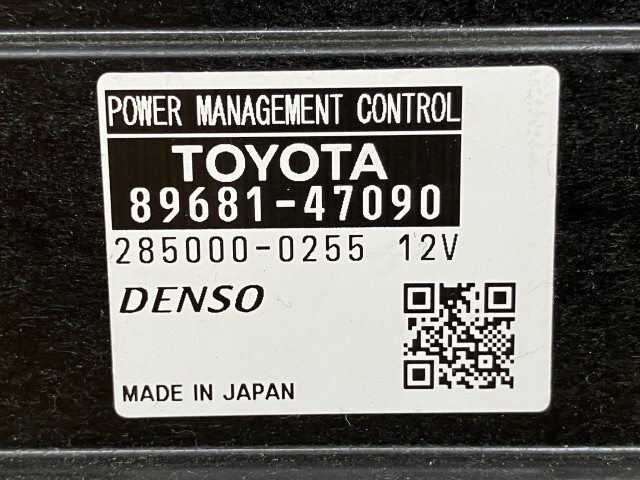 POWER MANAGEMENT CONTROL
TOYOTA
89681-47090
285000-0255 12V
DENSO
MADE IN JAPAN